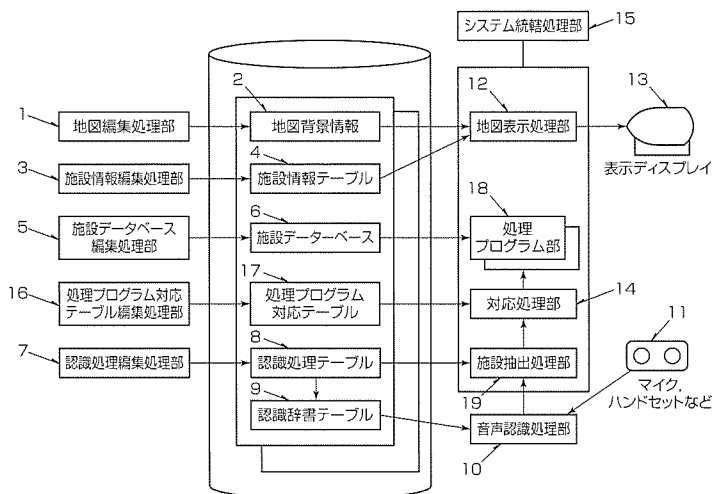 システム統轄処理部
15
2
12
13
1
地図編集処理部
地図背景情報
地図表示処理部
3
施設情報編集処理部
4
施設情報テーブル
表示ディスプレイ
18
5
施設データベース
編集処理部
6
施設データーベース
処理
プログラム部
16
処理プログラム対応
テーブル編集処理部
17
処理プログラム
対応テーブル
対応処理部
14
11
7
認識処理編集処理部
8
認識処理テーブル
施設抽出処理部
19
マイク,
ハンドセットなど
9
認識辞書テーブル
音声認識処理部
10